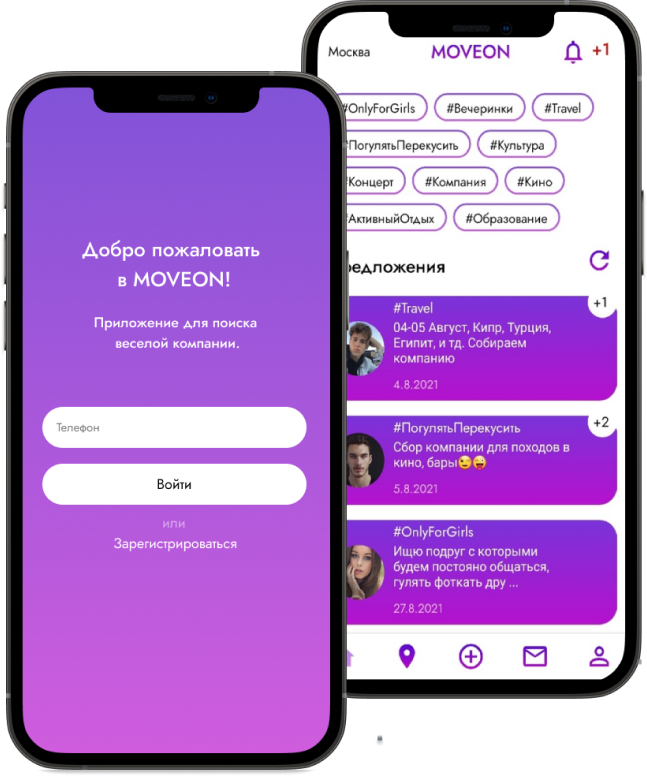 Добро пожаловать
в MOVEON!
Приложение для поиска
веселой компании.
Телефон
Войти
или
Зарегистрироваться
Москва
MOVEON
+1
#OnlyForGirls
#Вечеринки
#Travel
#ПогулятьПерекусить
#Культура
#Концерт
#Компания
#Кино
#АктивныйОтдых
#Образование
редложения
+1
#Travel
04-05 Август, Кипр, Турция,
Египит, и тд. Собираем
компанию
4.8.2021
+2
#ПогулятьПерекусить
Сбор компании для походов в
кино, бары😉😜
5.8.2021
#OnlyForGirls
Ищю подруг с которыми
будем постояно общаться,
гулять фоткать дру ...
27.8.2021